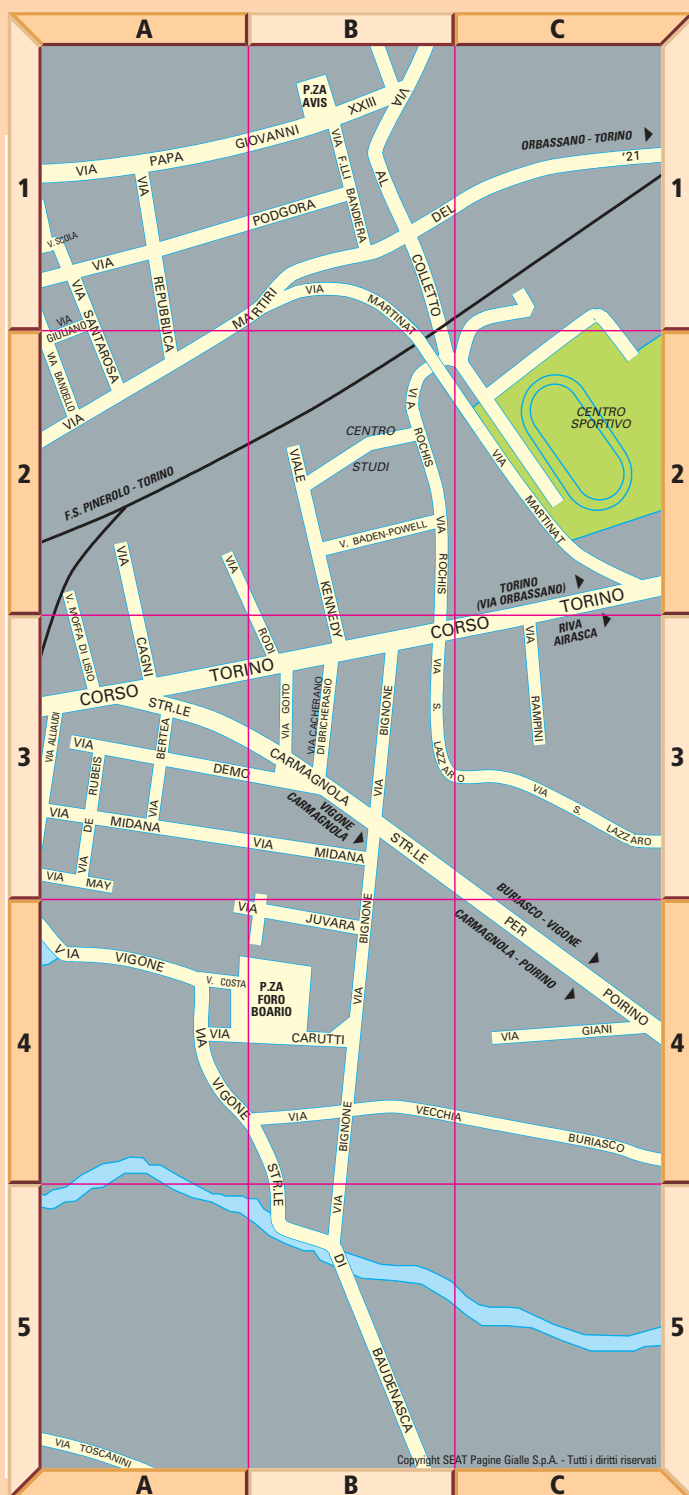 A B C
P.ZA
AVIS
VIA PAPA GIOVANNI XXIII
VIA
ORBASSANO - TORINO
1
1
VIA F.LLI BANDIERA
VIA AL COLLETTO
'21
DEL
VIA REPUBBLICA
V. SCOLA
VIA PODGORA
VIA SANTAROSA
VIA
GIULIANO
VIA BANDELLO
VIA MARTIRI
VIA MARTINAT
2
2
VIA ROCHIS
CENTRO
STUDI
CENTRO
SPORTIVO
VIA MARTINAT
F.S. PINEROLO - TORINO
VIALE KENNEDY
V. BADEN-POWELL
VIA ROCHIS
VIA CAGNI
VIA RODI
V. MOFFA DI LISIO
TORINO
(VIA ORBASSANO)
CORSO TORINO
CORSO TORINO
RIVA
AIRASCA
VIA RAMPINI
3
3
VIA ALLIAUDI
STR.LE CARMAGNOLA
VIA BERTEA
VIA GOITO
VIA CACHERANO
DI BRICHERASIO
VIA BIGNONE
VIA S. LAZZARO
VIA S. LAZZARO
VIA DEMO
VIA DE RUBEIS
VIGONE
CARMAGNOLA
VIA MIDANA
VIA MIDANA
STR.LE PER POIRINO
VIA MAY
BURIASCO - VIGONE
CARMAGNOLA - POIRINO
4
4
VIA JUVARA
VIA BIGNONE
VIA VIGONE
V. COSTA
P.ZA
FORO
BOARIO
VIA CARUTTI
VIA GIANI
VIA VIGONE
VIA VECCHIA BURIASCO
VIA BIGNONE
STR.LE DI BAUDENASCA
5
5
VIA TOSCANINI
Copyright SEAT Pagine Gialle S.p.A. - Tutti i diritti riservati
A B C